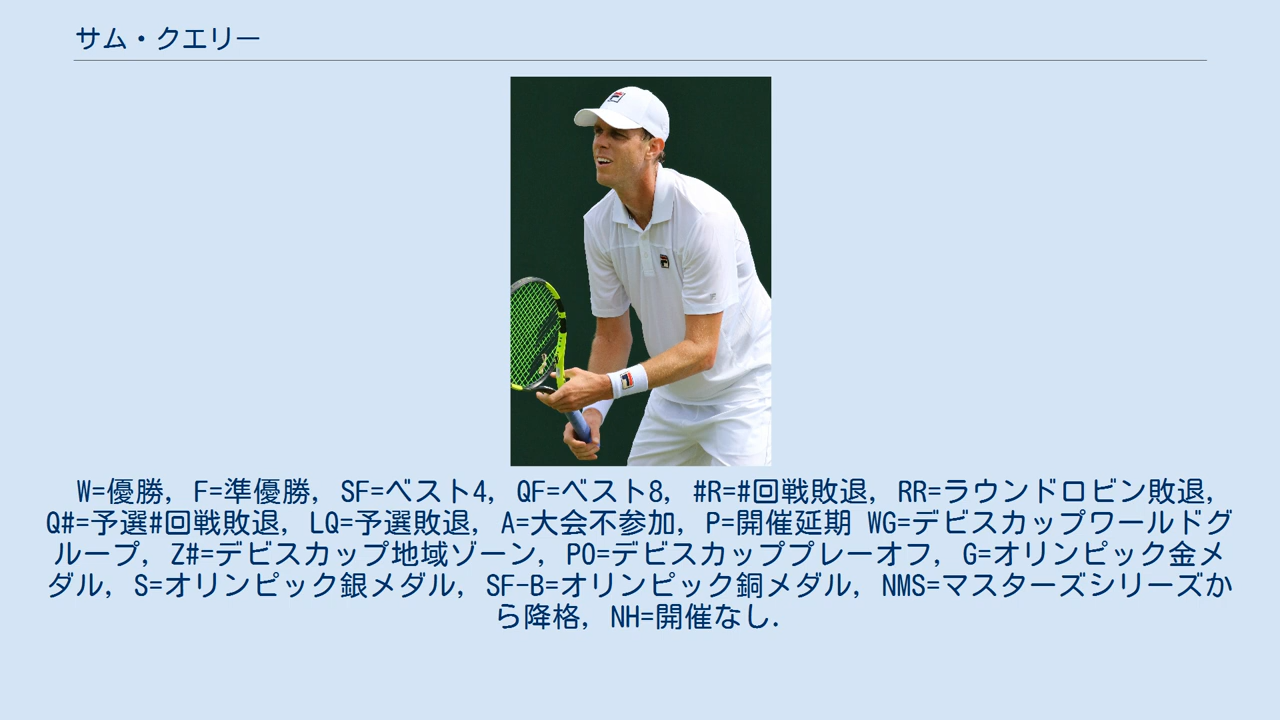 サム・クエリー
W=優勝, F=準優勝, SF=ベスト4, QF=ベスト8, #R=#回戦敗退, RR=ラウンドロビン敗退,
Q#=予選#回戦敗退, LQ=予選敗退, A=大会不参加, P=開催延期 WG=デビスカップワールドグ
ループ, Z#=デビスカップ地域ゾーン, PO=デビスカッププレーオフ, G=オリンピック金メ
ダル, S=オリンピック銀メダル, SF-B=オリンピック銅メダル, NMS=マスターズシリーズか
ら降格, NH=開催なし.